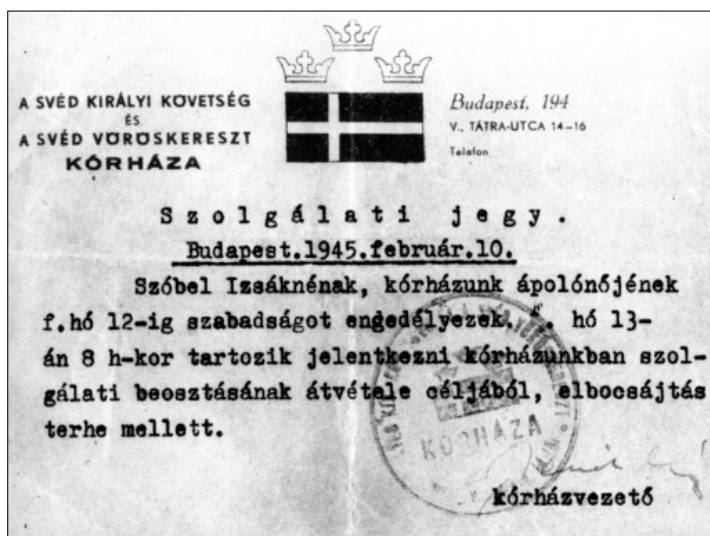 A SVÉD KIRÁLYI KÖVETSÉG
ÉS
A SVÉD VÖRÖSKERESZT
KÓRHÁZA
Budapest, 194
V., TÁTRA-UTCA 14–16
Telefon
Szolgálati jegy.
Budapest.1945.február.10.
Szóbel Izsáknénak, kórházunk ápolónőjének
f.hó 12-ig szabadságot engedélyezek. f. hó 13-
án 8 h-kor tartozik jelentkezni kórházunkban szol-
gálati beosztásának átvétele céljából, elbocsájtás
terhe mellett.
KÓRHÁZA
kórházvezető